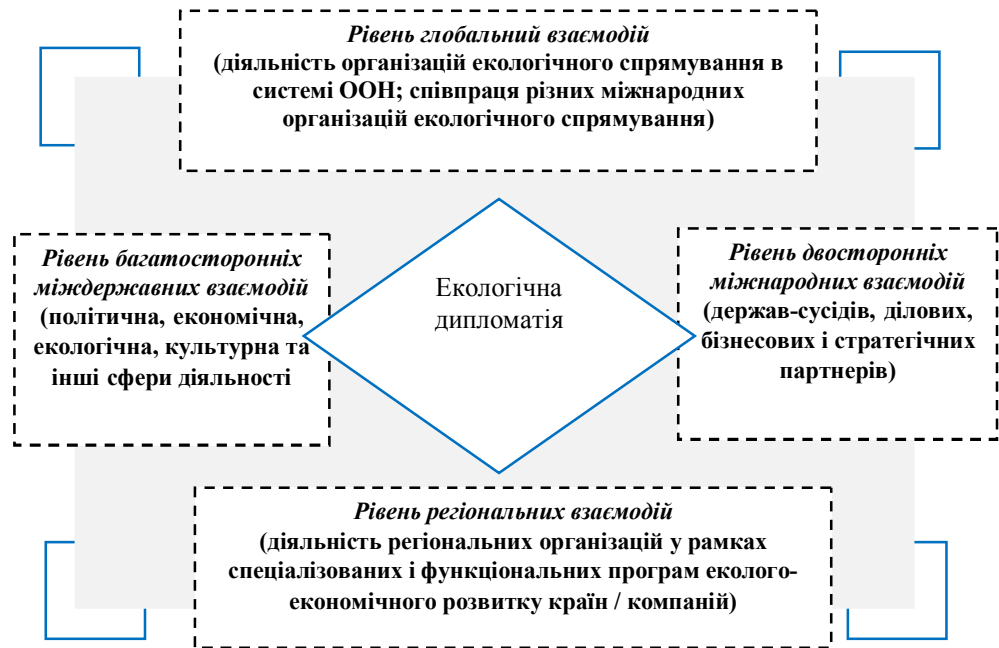 Рівень глобальний взаємодій
(діяльність організацій екологічного спрямування в
системі ООН; співпраця різних міжнародних
організацій екологічного спрямування)
Рівень багатосторонніх
міждержавних взаємодій
(політична, економічна,
екологічна, культурна та
інші сфери діяльності
Екологічна
дипломатія
Рівень двосторонніх
міжнародних взаємодій
(держав-сусідів, ділових,
бізнесових і стратегічних
партнерів)
Рівень регіональних взаємодій
(діяльність регіональних організацій у рамках
спеціалізованих і функціональних програм еколого-
економічного розвитку країн / компаній)